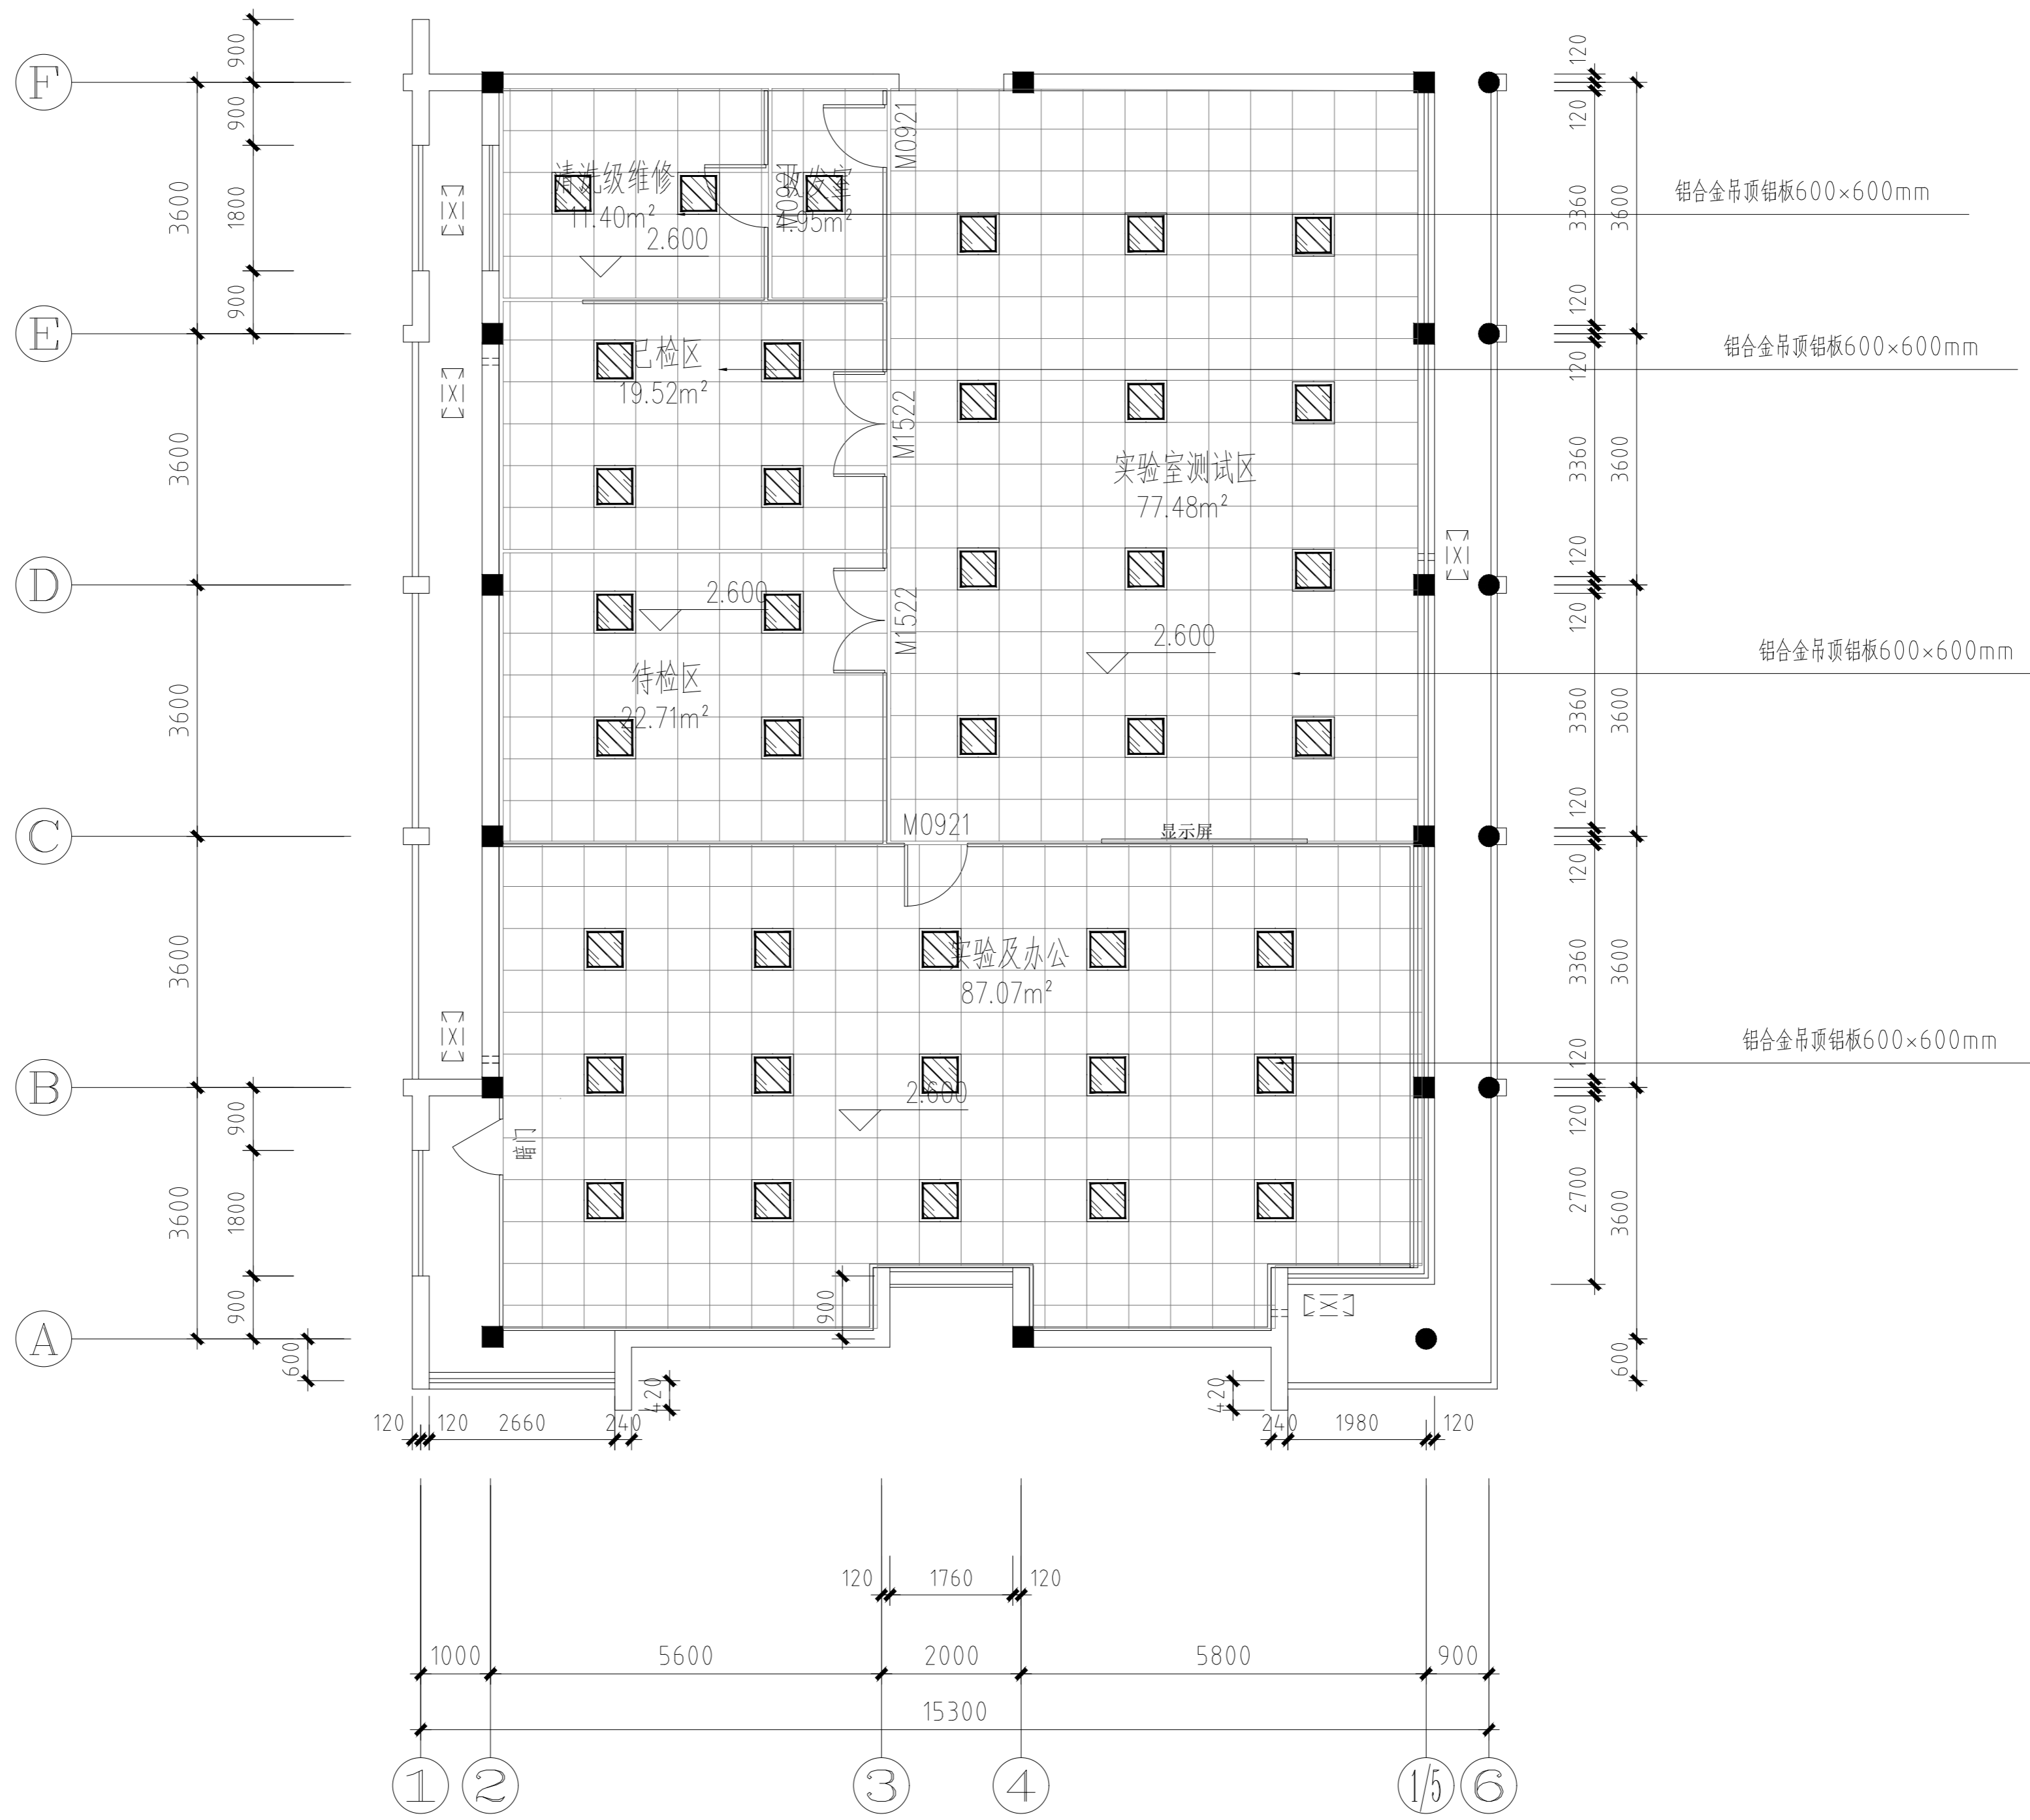 F
E
D
C
B
A
3600
3600
3600
3600
3600
900
900
1800
900
900
1800
900
600
清洗级维修
11.40m²
2.600
M0921
收发室
4.95m²
M0921
已检区
19.52m²
M1522
2.600
待检区
22.71m²
M1522
实验室测试区
77.48m²
2.600
M0921
显示屏
实验及办公
87.07m²
2.600
暗门
900
铝合金吊顶铝板600×600mm
铝合金吊顶铝板600×600mm
铝合金吊顶铝板600×600mm
铝合金吊顶铝板600×600mm
120
120
3360
120
120
3360
120
120
3360
120
120
3360
120
120
2700
3600
3600
3600
3600
3600
600
120
120
2660
240
420
420
240
1980
120
120
1760
120
1000
5600
2000
5800
900
15300
1
2
3
4
1/5
6